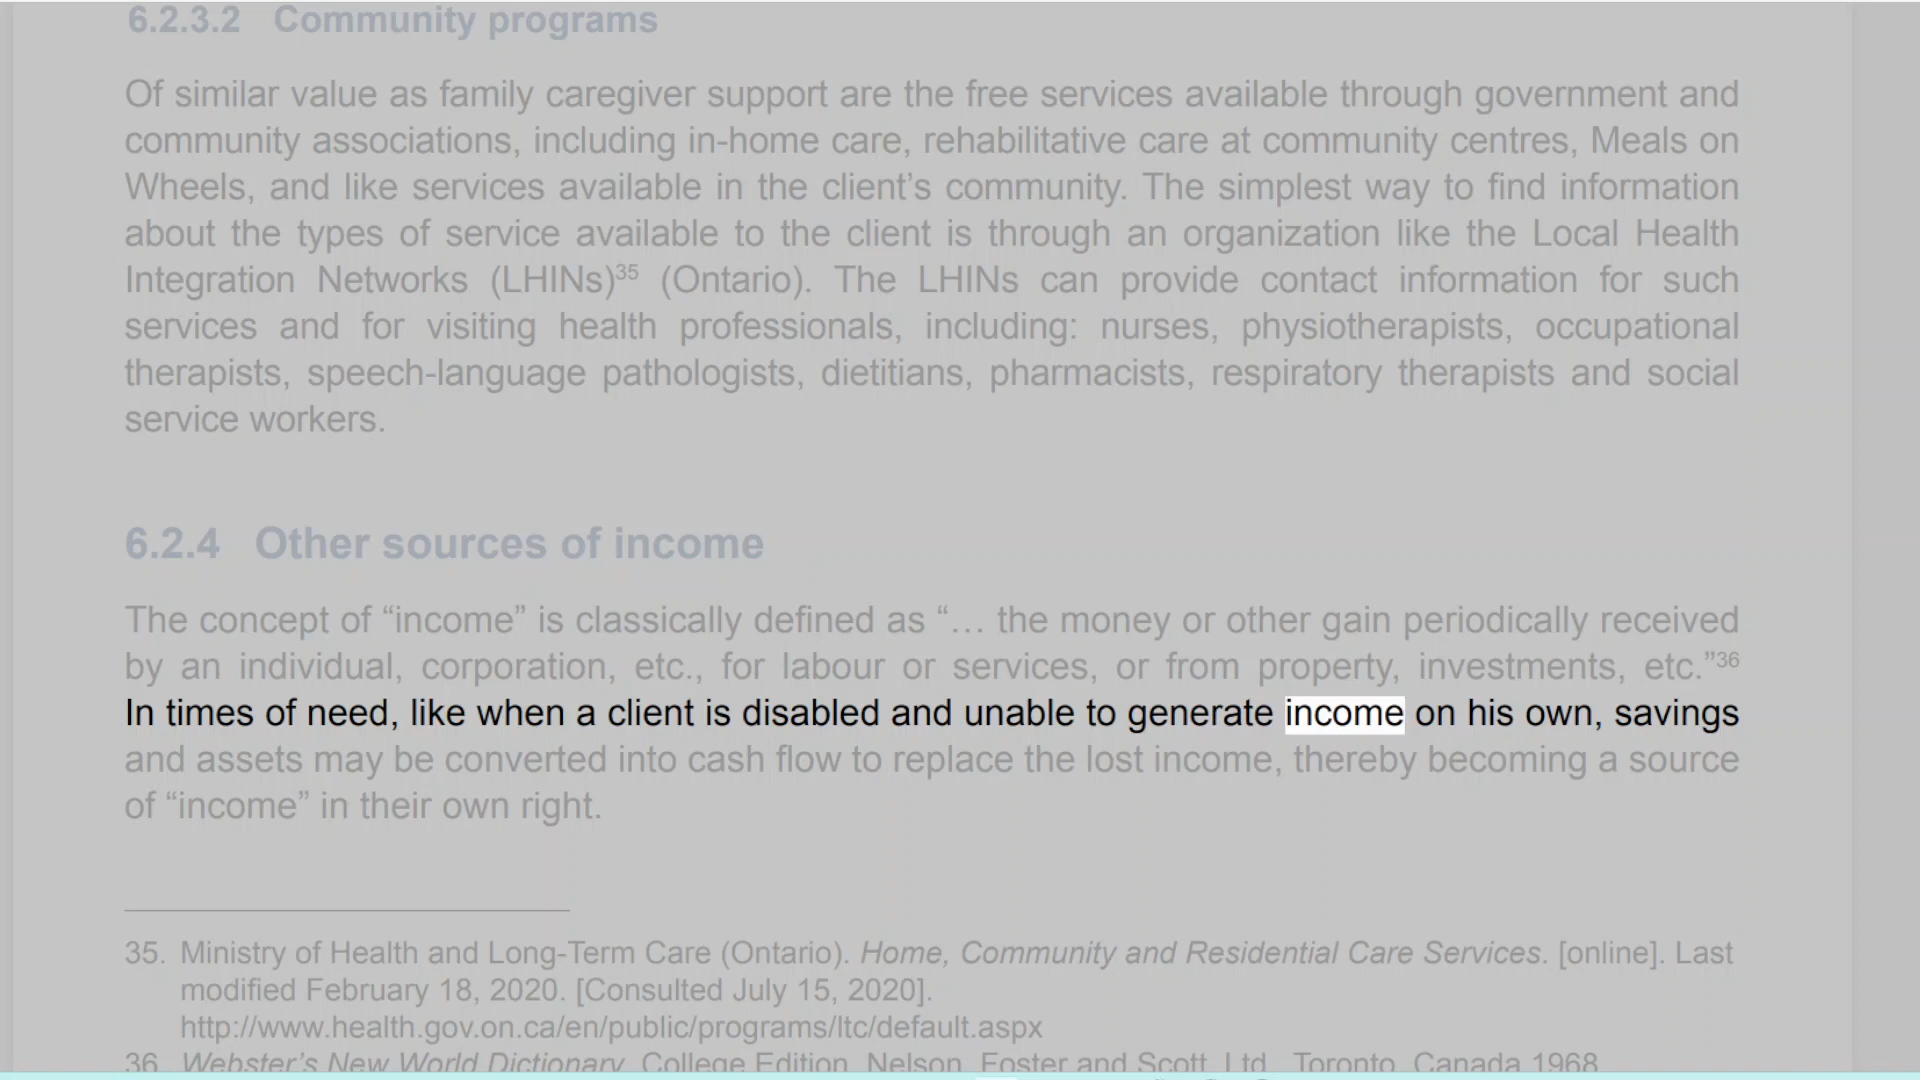 6.2.3.2 Community programs
Of similar value as family caregiver support are the free services available through government and
community associations, including in-home care, rehabilitative care at community centres, Meals on
Wheels, and like services available in the client’s community. The simplest way to find information
about the types of service available to the client is through an organization like the Local Health
Integration Networks (LHINs)35 (Ontario). The LHINs can provide contact information for such
services and for visiting health professionals, including: nurses, physiotherapists, occupational
therapists, speech-language pathologists, dietitians, pharmacists, respiratory therapists and social
service workers.
6.2.4 Other sources of income
The concept of “income” is classically defined as “… the money or other gain periodically received
by an individual, corporation, etc., for labour or services, or from property, investments, etc.”36
In times of need, like when a client is disabled and unable to generate income on his own, savings
and assets may be converted into cash flow to replace the lost income, thereby becoming a source
of “income” in their own right.
35. Ministry of Health and Long-Term Care (Ontario). Home, Community and Residential Care Services. [online]. Last
modified February 18, 2020. [Consulted July 15, 2020].
http://www.health.gov.on.ca/en/public/programs/ltc/default.aspx
36. Webster’s New World Dictionary, College Edition, Nelson, Foster and Scott, Ltd., Toronto, Canada 1968.